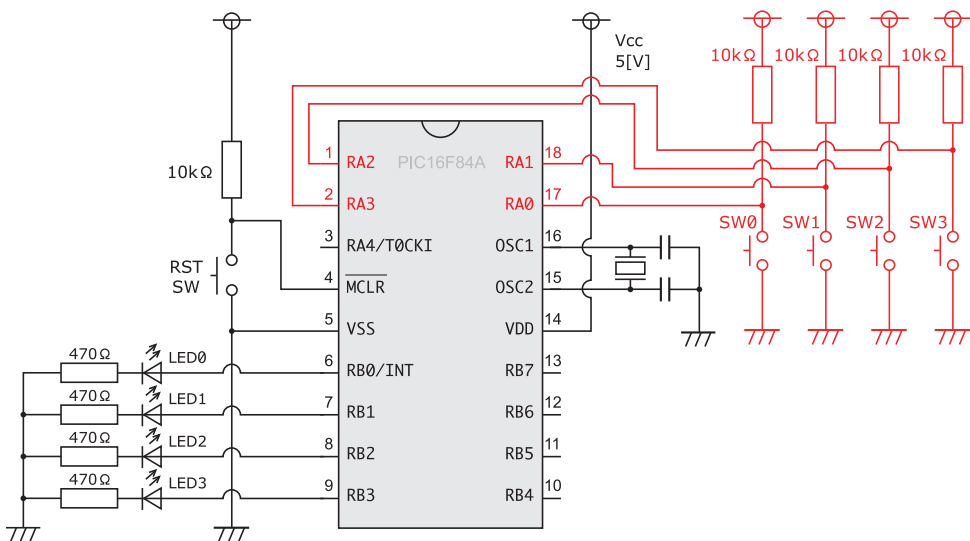 Vcc
5[V]
10kΩ 10kΩ 10kΩ 10kΩ
10kΩ
RST
SW
PIC16F84A
1 RA2
2 RA3
3 RA4/T0CKI
4 MCLR
5 VSS
6 RB0/INT
7 RB1
8 RB2
9 RB3
RA1 18
RA0 17
OSC1 16
OSC2 15
VDD 14
RB7 13
RB6 12
RB5 11
RB4 10
SW0 SW1 SW2 SW3
470Ω LED0
470Ω LED1
470Ω LED2
470Ω LED3